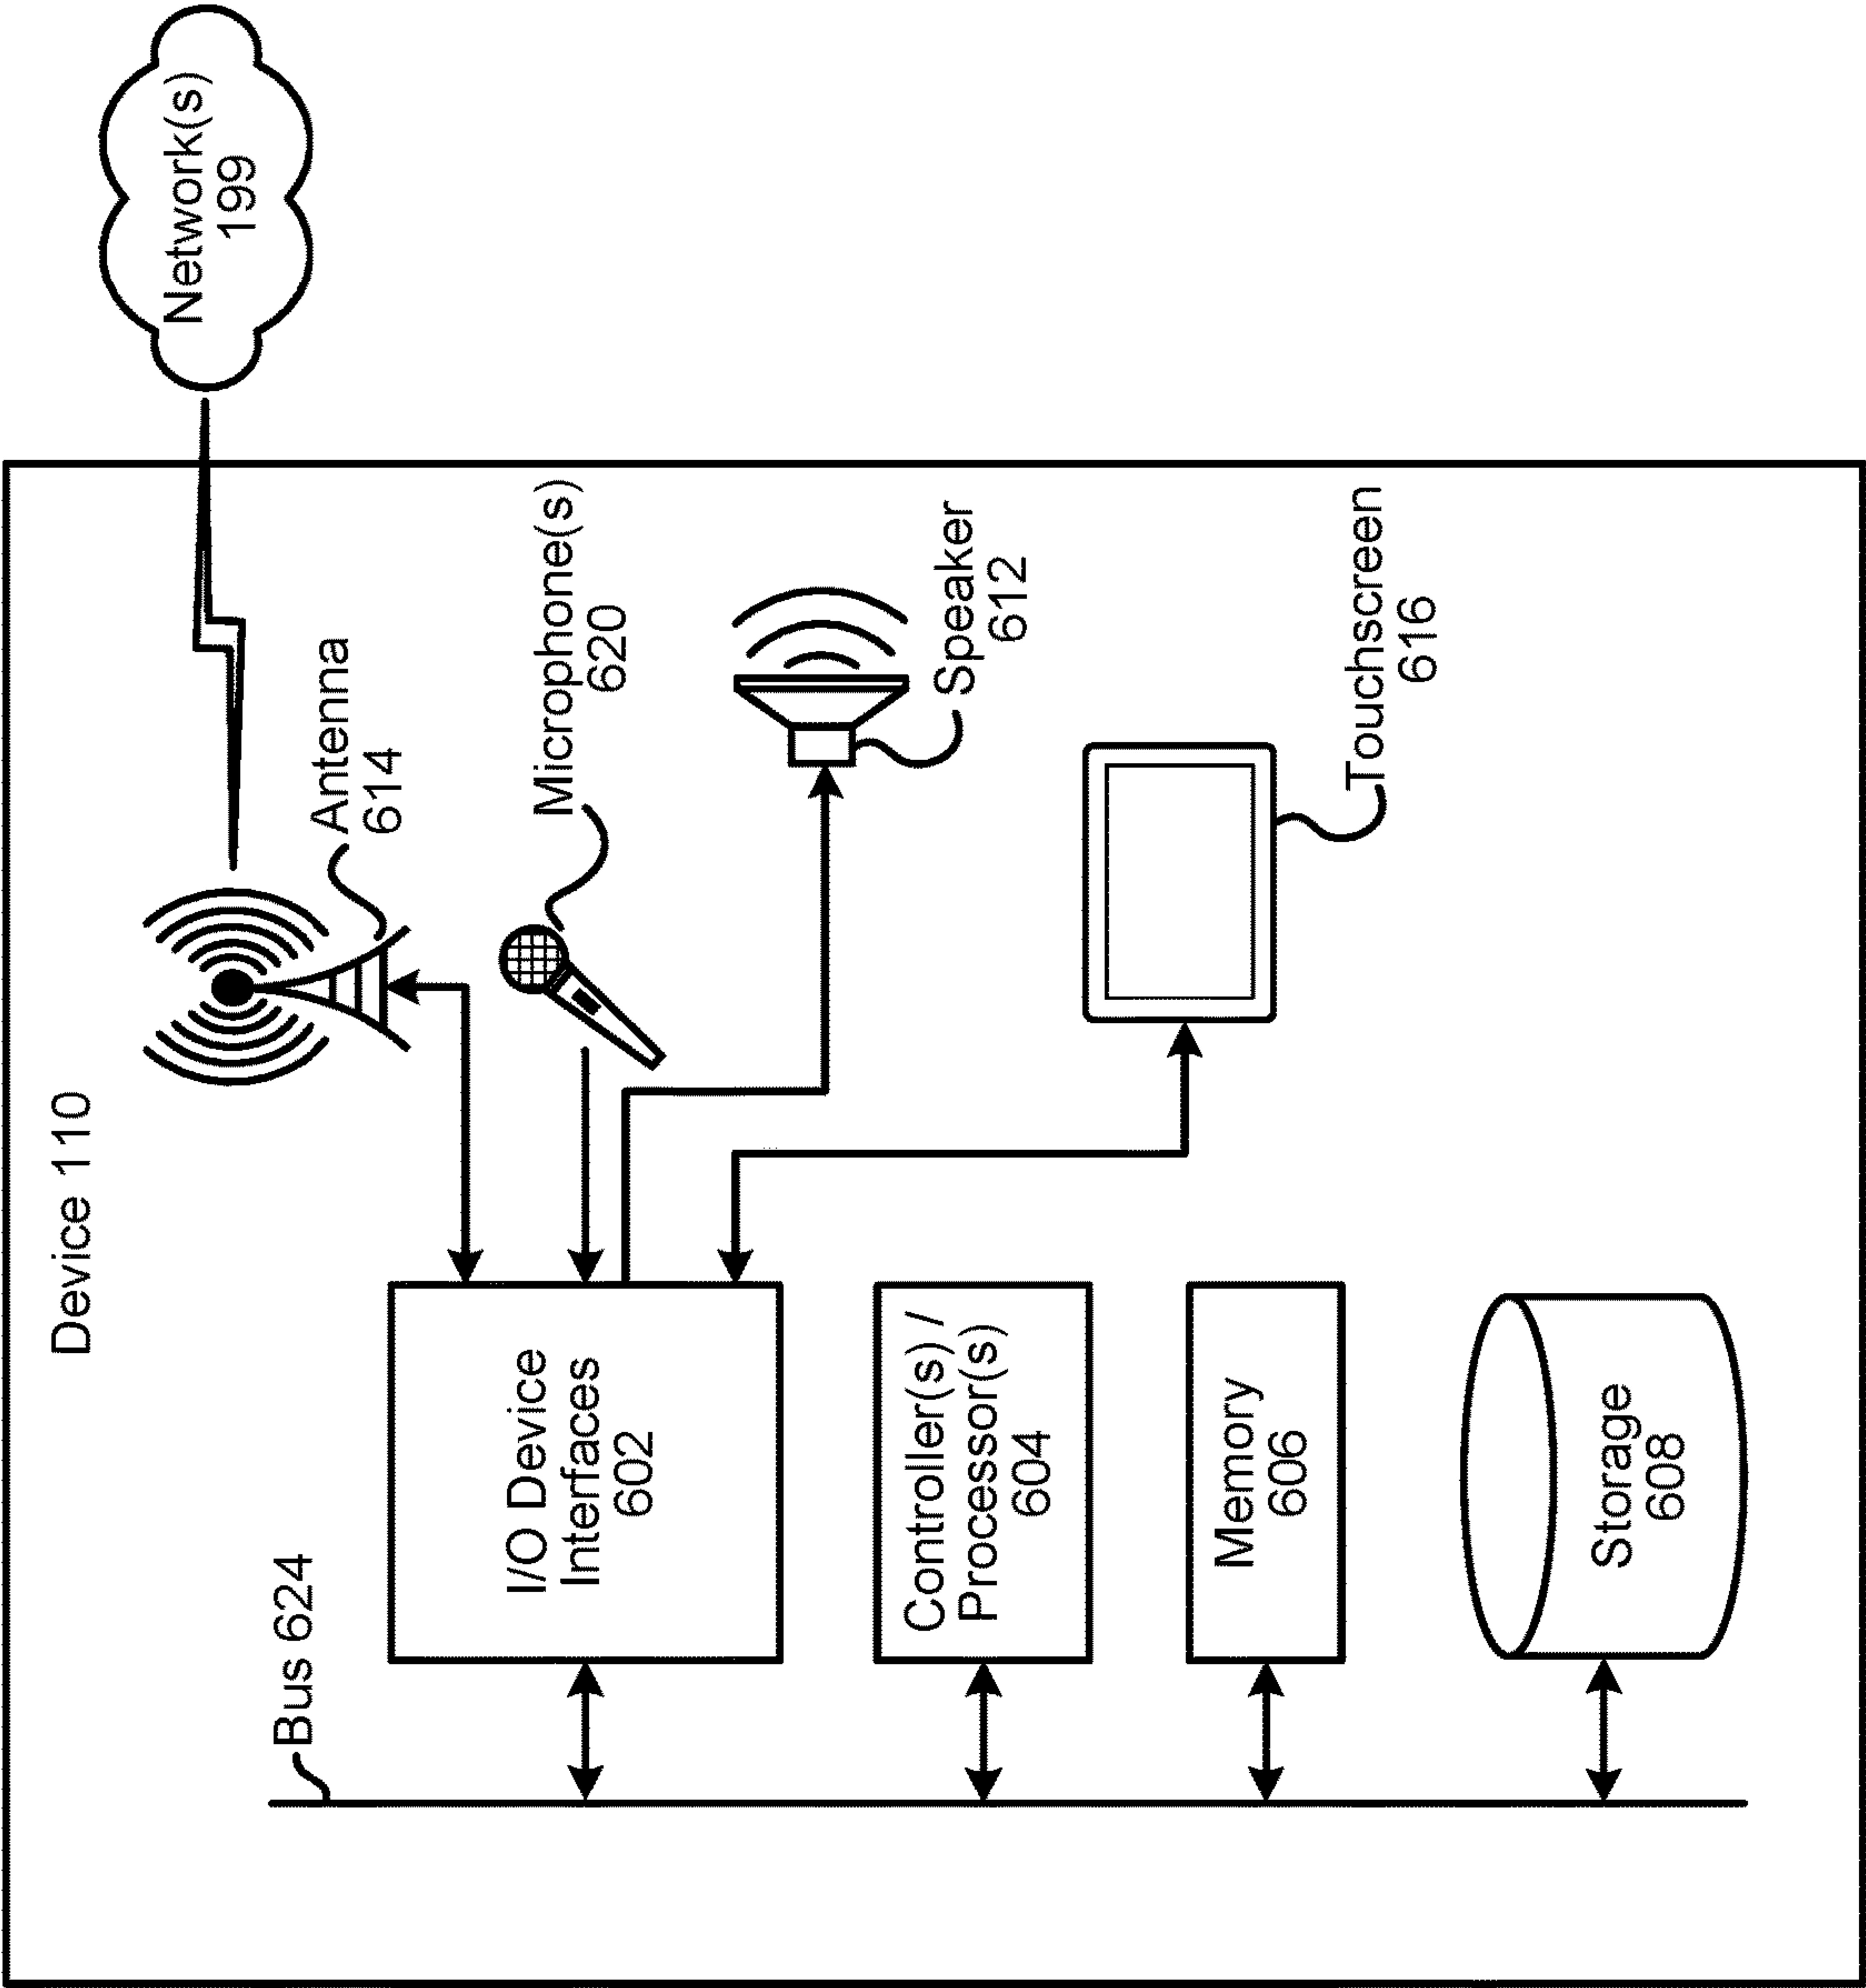 Device 110
Bus 624
I/O Device
Interfaces
602
Controller(s) /
Processor(s)
604
Memory
606
Storage
608
Antenna
614
Microphone(s)
620
Speaker
612
Touchscreen
616
Network(s)
199